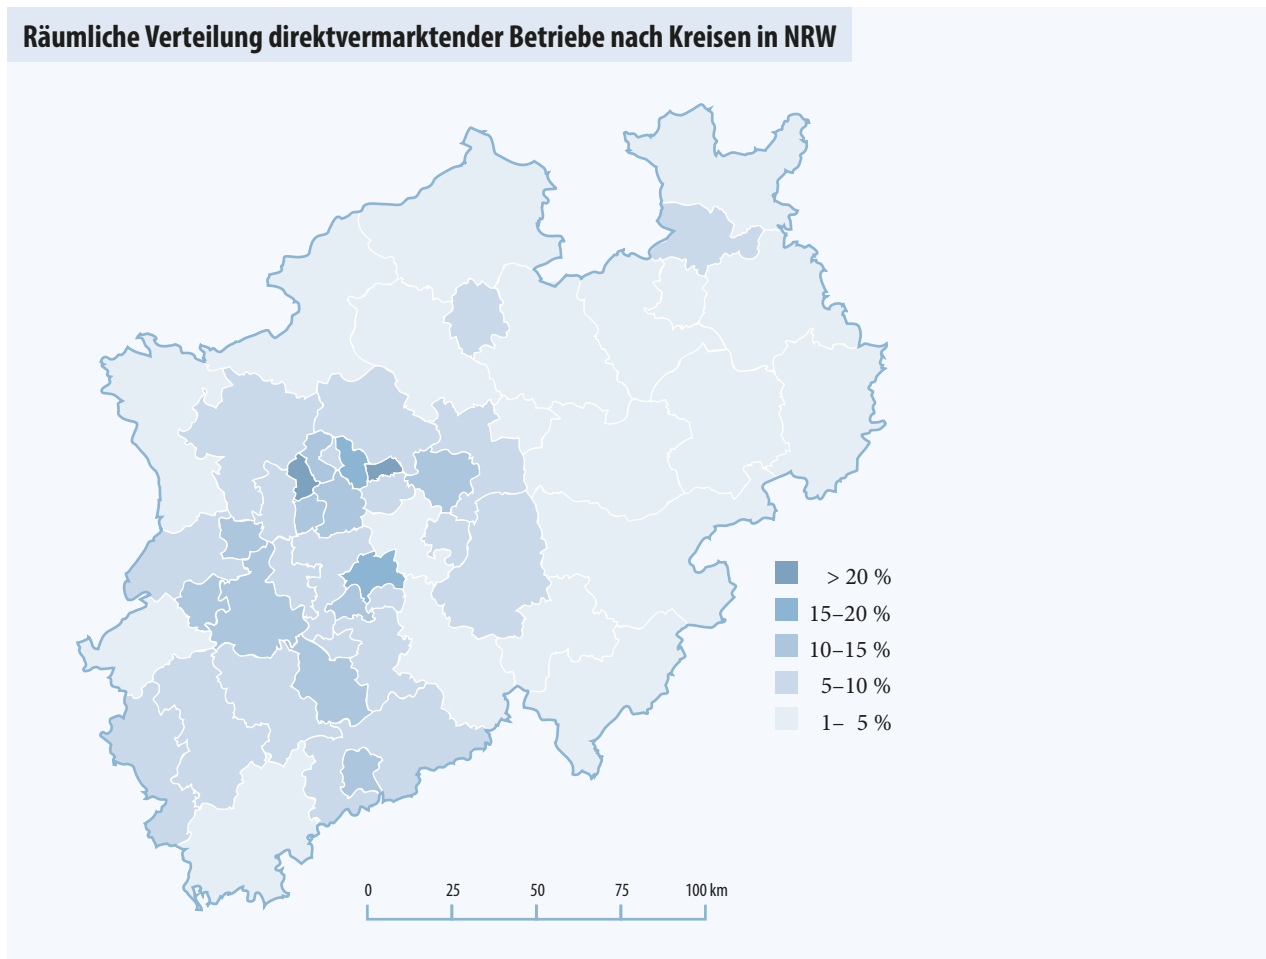 Räumliche Verteilung direktvermarktender Betriebe nach Kreisen in NRW
> 20 %
15–20 %
10–15 %
5–10 %
1– 5 %
0 25 50 75 100 km